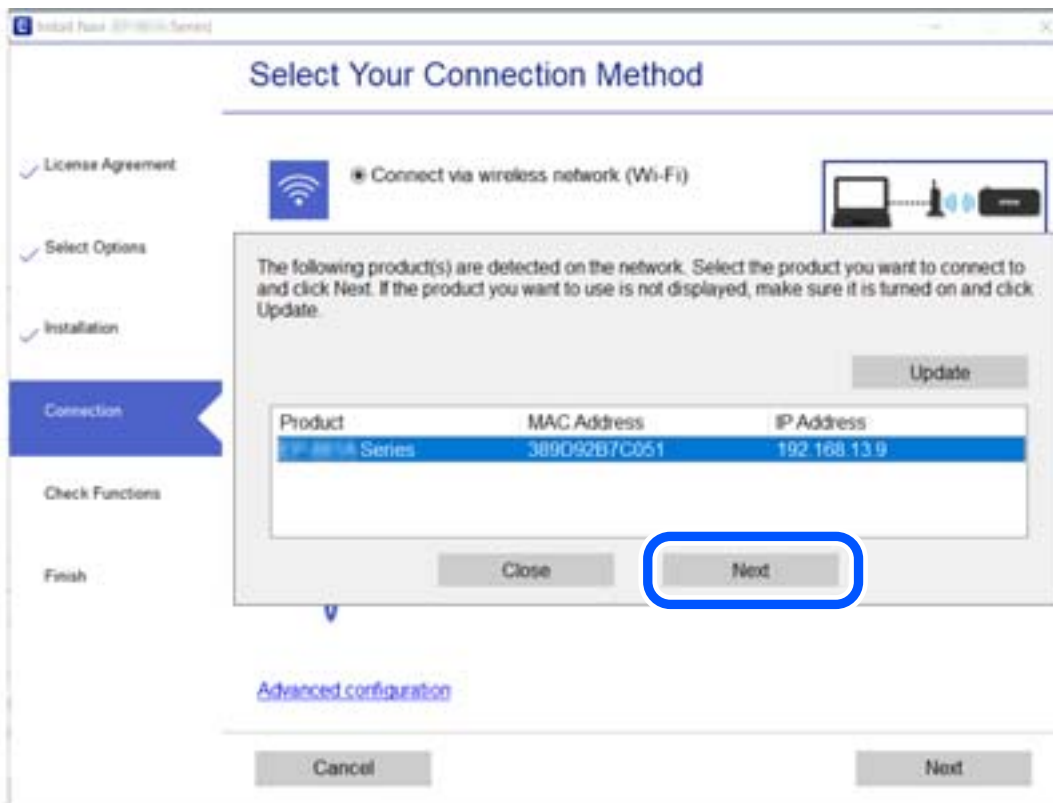 Install Navi
Series]
Select Your Connection Method
License Agreement
Connect via wireless network (Wi-Fi)
Select Options
The following product(s) are detected on the network. Select the product you want to connect to
and click Next. If the product you want to use is not displayed, make sure it is turned on and click
Update.
Installation
Update
Connection
Product MAC Address IP Address
Series 389D92B7C051 192.168.13.9
Check Functions
Close Next
Finish
Advanced configuration
Cancel Next